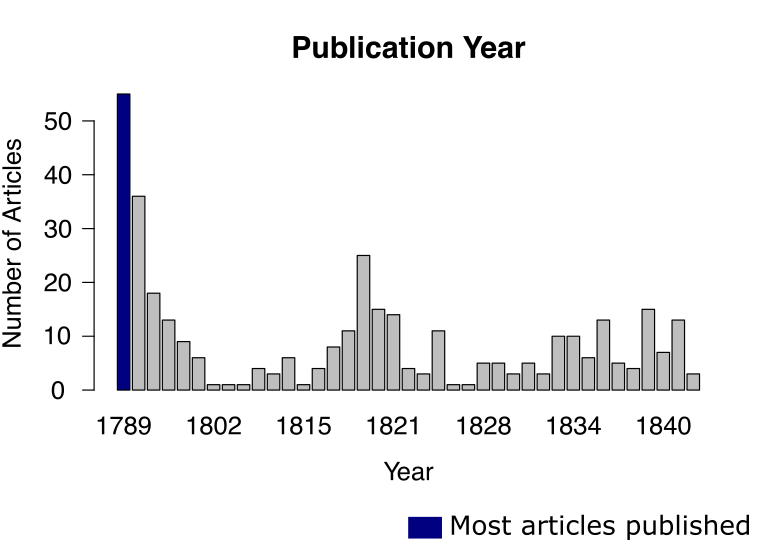 Publication Year
Number of Articles
50
40
30
20
10
0
1789 1802 1815 1821 1828 1834 1840
Year
Most articles published